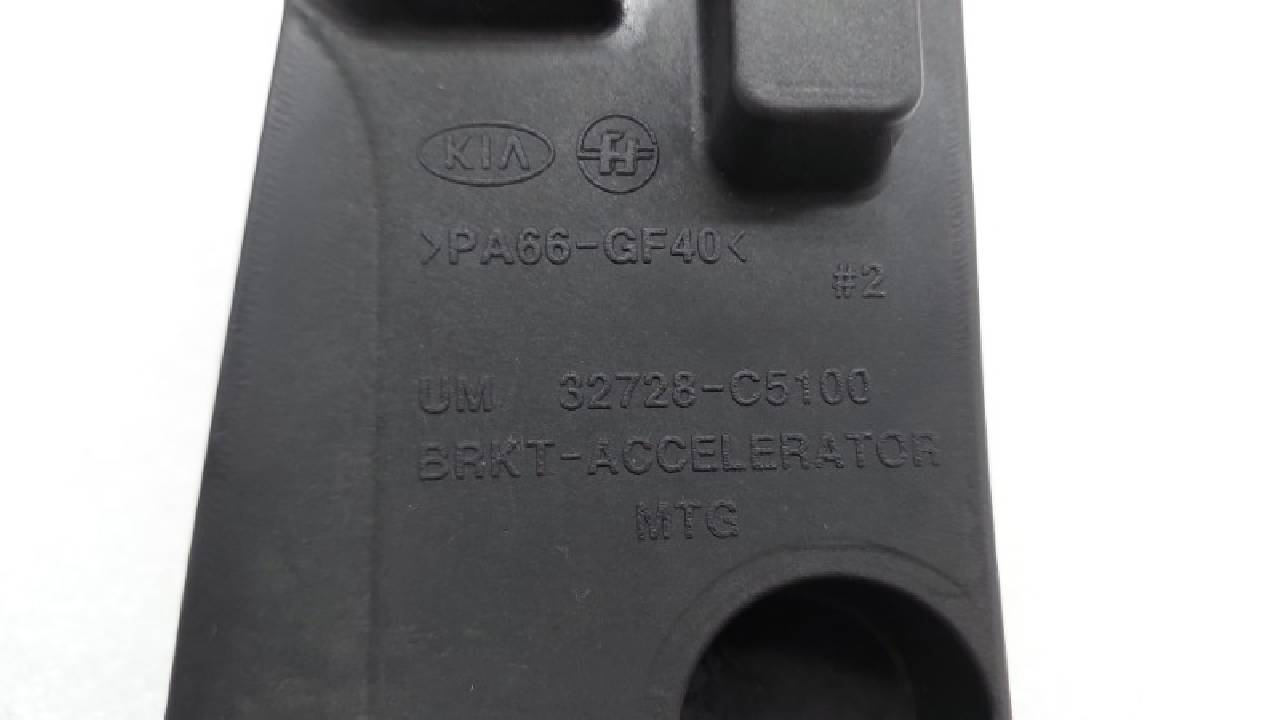 KIA
>PA66-GF40<
#2
UM 32728-C5100
BRKT-ACCELERATOR
MTG